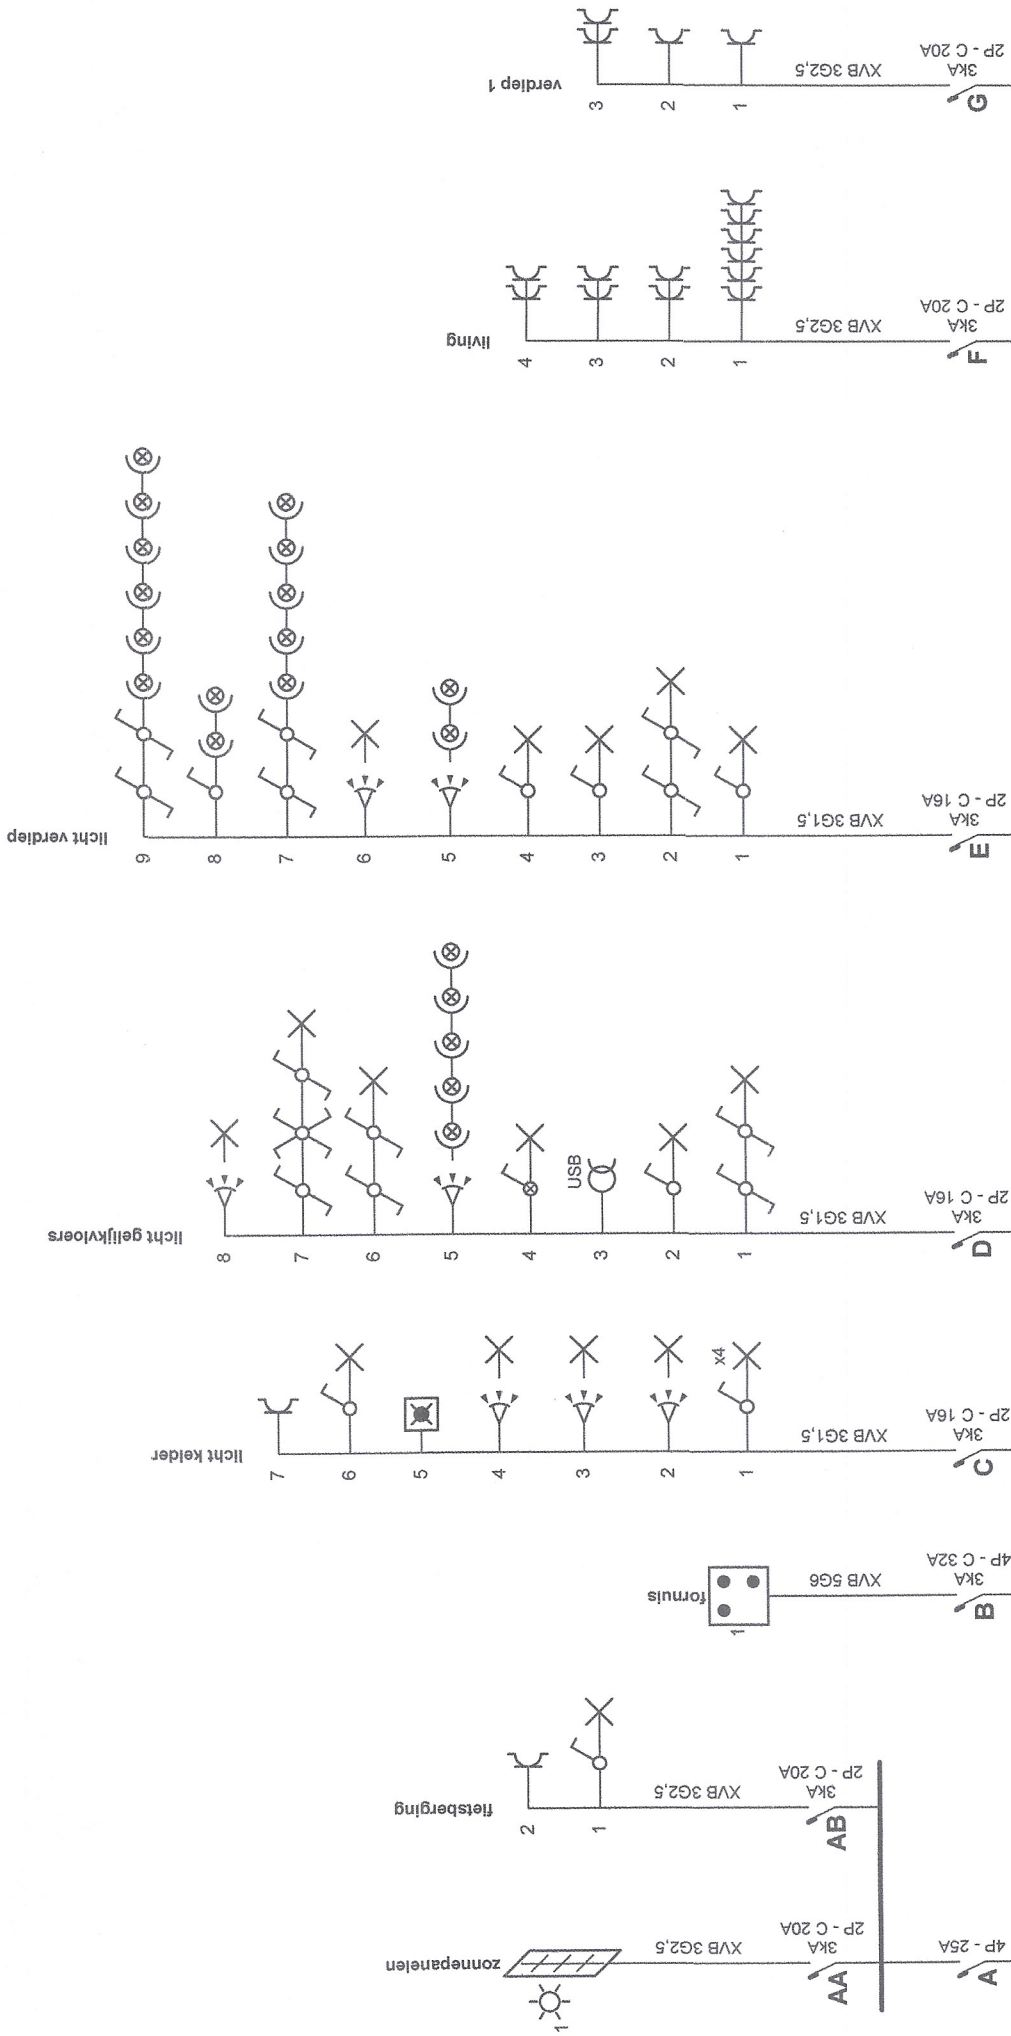 zonnepanelen
1
XVB 3G2,5
3kA
2P - C 20A
AA
4P - 25A
A
fietsberging
2
1
XVB 3G2,5
3kA
2P - C 20A
AB
fornuis
1
XVB 5G6
3kA
4P - C 32A
B
licht kelder
7
6
5
4
3
2
1
x4
XVB 3G1,5
3kA
2P - C 16A
C
licht gelijkvloers
8
7
6
5
4
3
USB
2
1
XVB 3G1,5
3kA
2P - C 16A
D
licht verdiep
9
8
7
6
5
4
3
2
1
XVB 3G1,5
3kA
2P - C 16A
E
living
4
3
2
1
XVB 3G2,5
3kA
2P - C 20A
F
verdiep 1
3
2
1
XVB 3G2,5
3kA
2P - C 20A
G